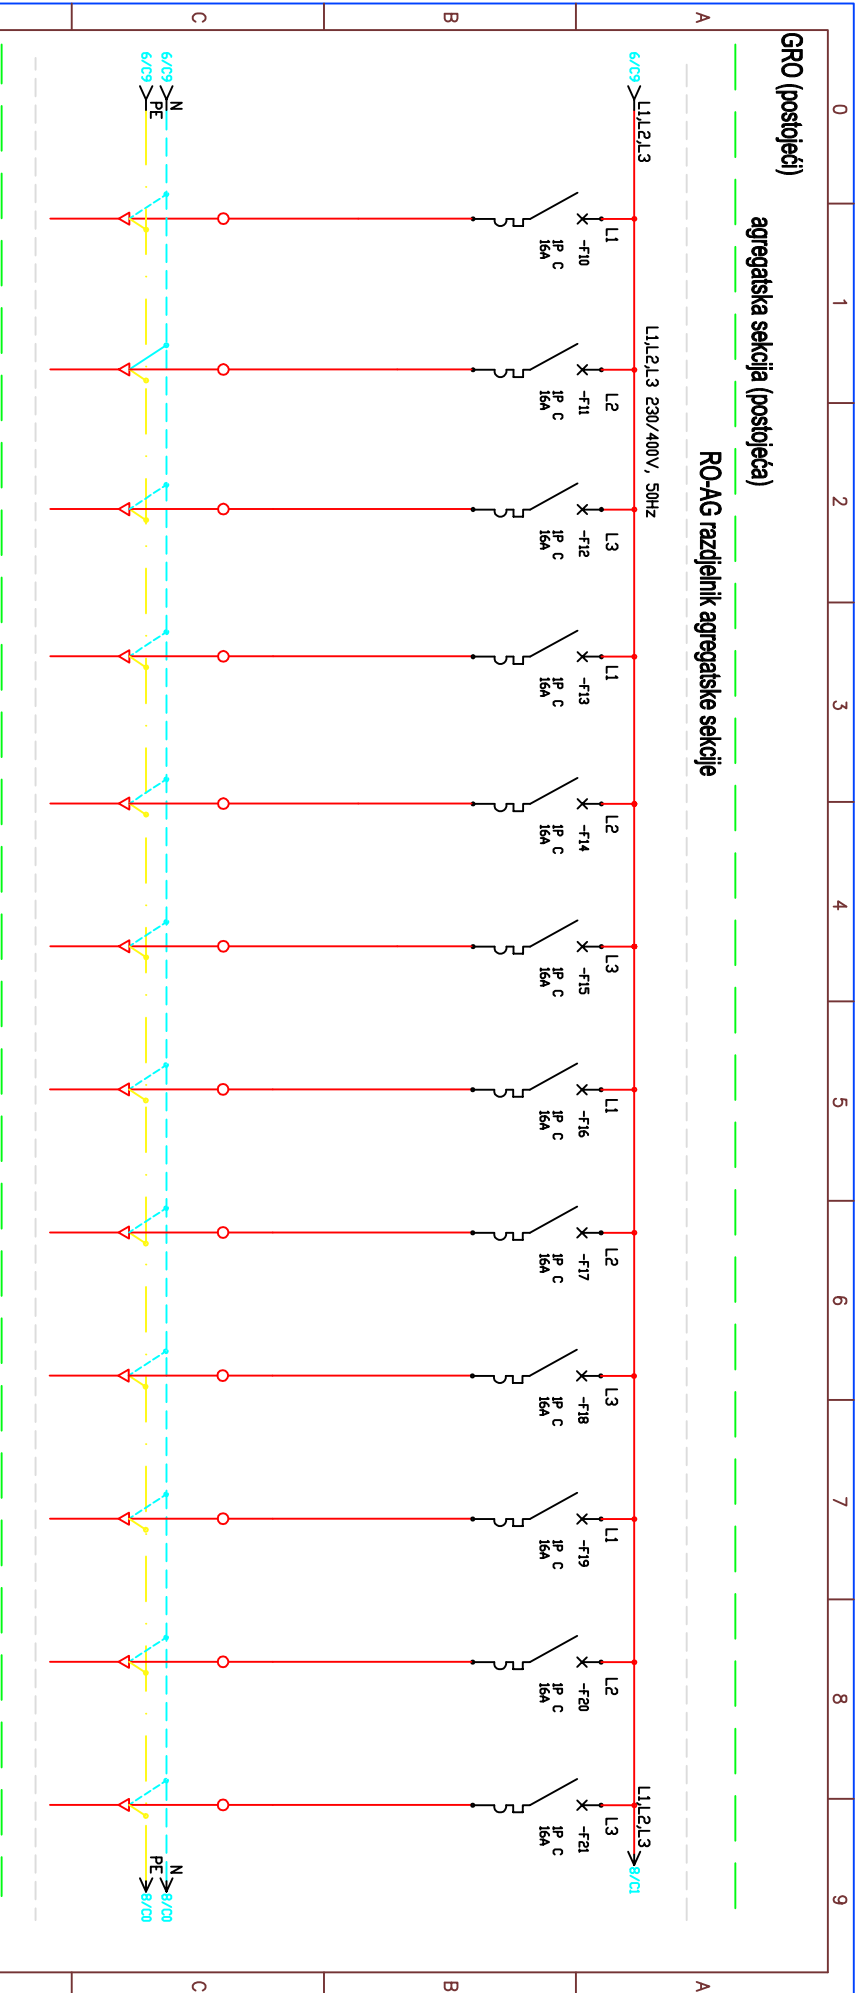 0 1 2 3 4 5 6 7 8 9
GRO (postojeći)
agregatska sekcija (postojeća)
RO-AG razdjelnik agregatske sekcije
A A
L1,L2,L3 230/400V, 50Hz
6/C9 L1,L2,L3 L1,L2,L3 8/C1
L1 L2 L3 L1 L2 L3 L1 L2 L3 L1 L2 L3
-F10 -F11 -F12 -F13 -F14 -F15 -F16 -F17 -F18 -F19 -F20 -F21
1P C 1P C 1P C 1P C 1P C 1P C 1P C 1P C 1P C 1P C 1P C 1P C
16A 16A 16A 16A 16A 16A 16A 16A 16A 16A 16A 16A
B B
C C
6/C9 N N 8/C0
6/C9 PE PE 8/C0